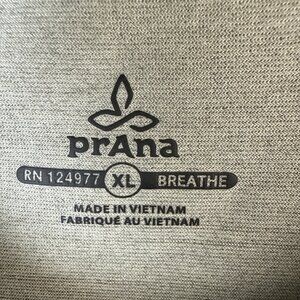 prAna
RN 124977 XL BREATHE
MADE IN VIETNAM
FABRIQUÉ AU VIETNAM